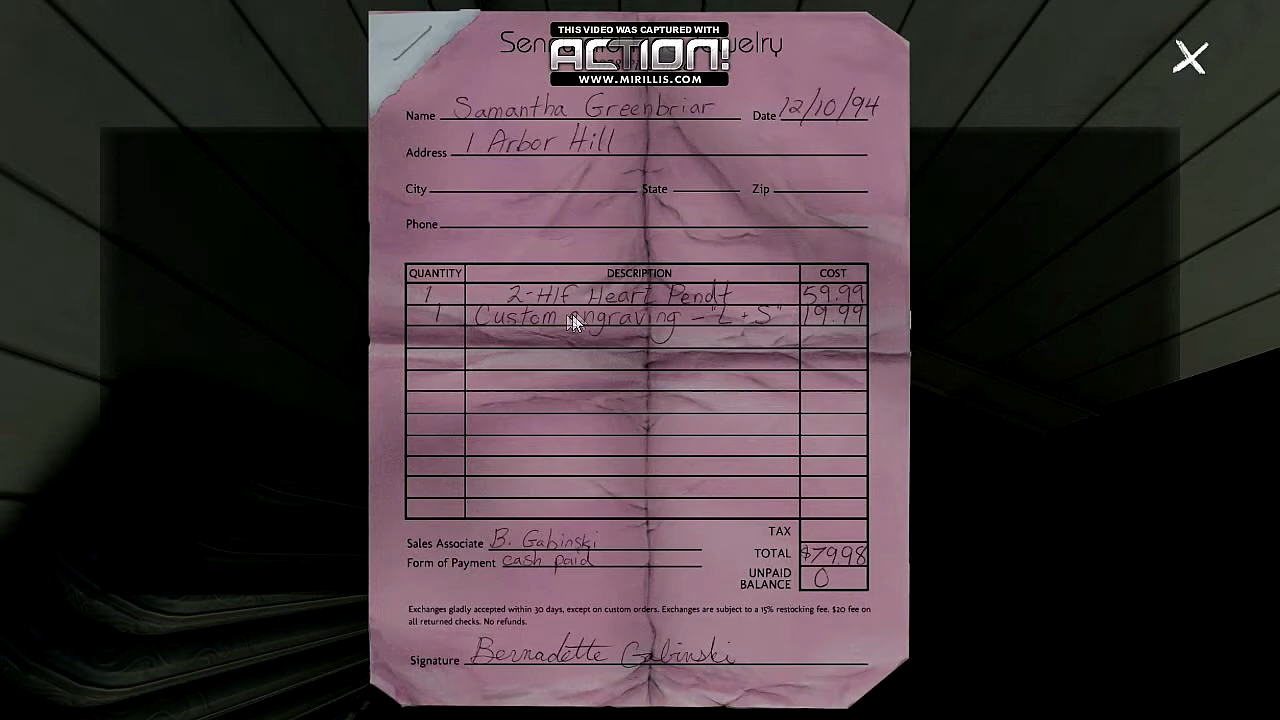 THIS VIDEO WAS CAPTURED WITH
ACTION!
WWW.MIRILLIS.COM
Name Samantha Greenbriar Date 12/10/94
Address 1 Arbor Hill
City State Zip
Phone
QUANTITY DESCRIPTION COST
1 2-Hlf Heart Pendt 59.99
1 Custom engraving - "L + S" 19.99
TAX
Sales Associate B. Gabinski
TOTAL $79.98
Form of Payment cash paid
UNPAID BALANCE 0
Exchanges gladly accepted within 30 days, except on custom orders. Exchanges are subject to a 15% restocking fee. $20 fee on
all returned checks. No refunds.
Signature Bernadette Gabinski